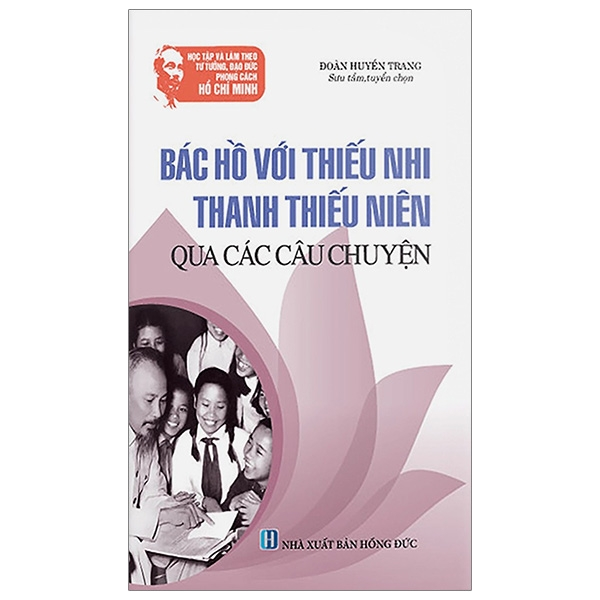 HỌC TẬP VÀ LÀM THEO
TƯ TƯỞNG, ĐẠO ĐỨC
PHONG CÁCH
HỒ CHÍ MINH
ĐOÀN HUYỀN TRANG
Sưu tầm,tuyển chọn
BÁC HỒ VỚI THIẾU NHI
THANH THIẾU NIÊN
QUA CÁC CÂU CHUYỆN
H NHÀ XUẤT BẢN HỒNG ĐỨC